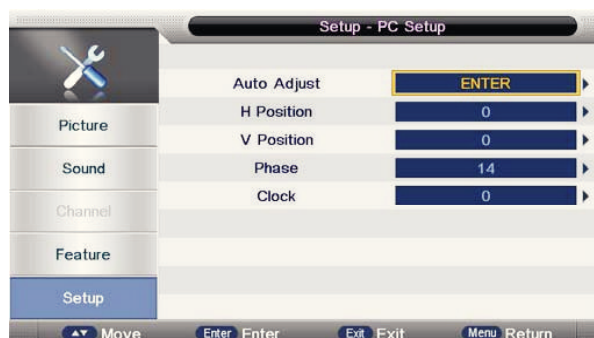 Setup - PC Setup
Auto Adjust ENTER
H Position 0
V Position 0
Phase 14
Clock 0
Picture
Sound
Channel
Feature
Setup
Move Enter Enter Exit Exit Menu Return